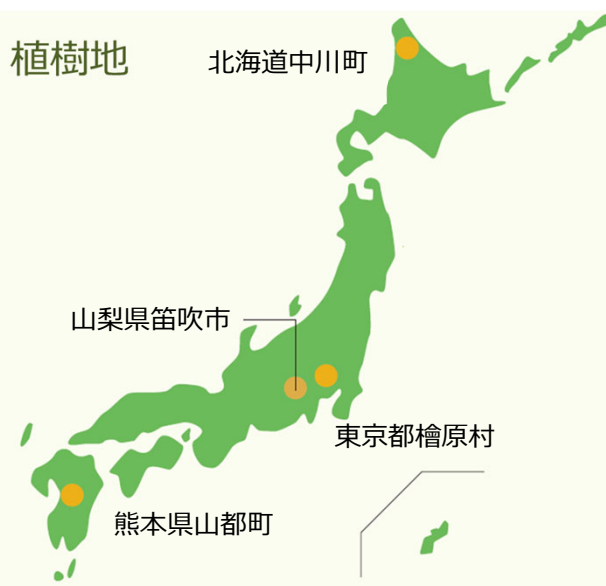 植樹地
北海道中川町
山梨県笛吹市
東京都檜原村
熊本県山都町